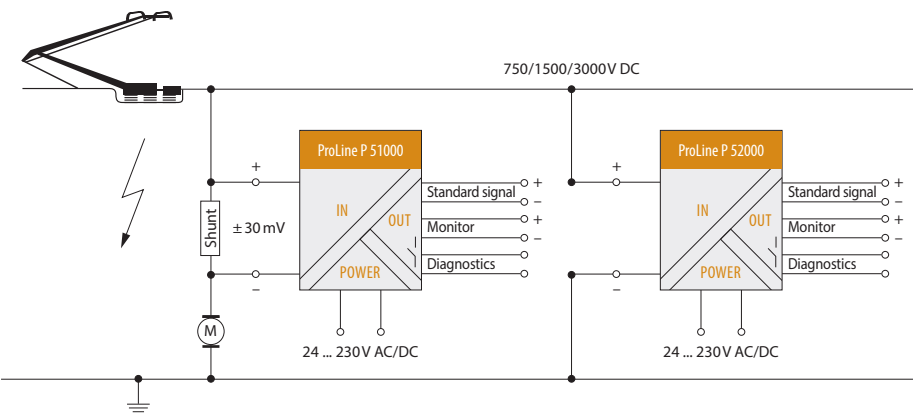 750/1500/3000 V DC
ProLine P 51000
ProLine P 52000
+
+
Standard signal
+
−
Standard signal
+
−
IN
OUT
IN
OUT
Shunt
± 30 mV
Monitor
+
−
Monitor
+
−
POWER
Diagnostics
POWER
Diagnostics
−
−
M
24 ... 230 V AC/DC
24 ... 230 V AC/DC